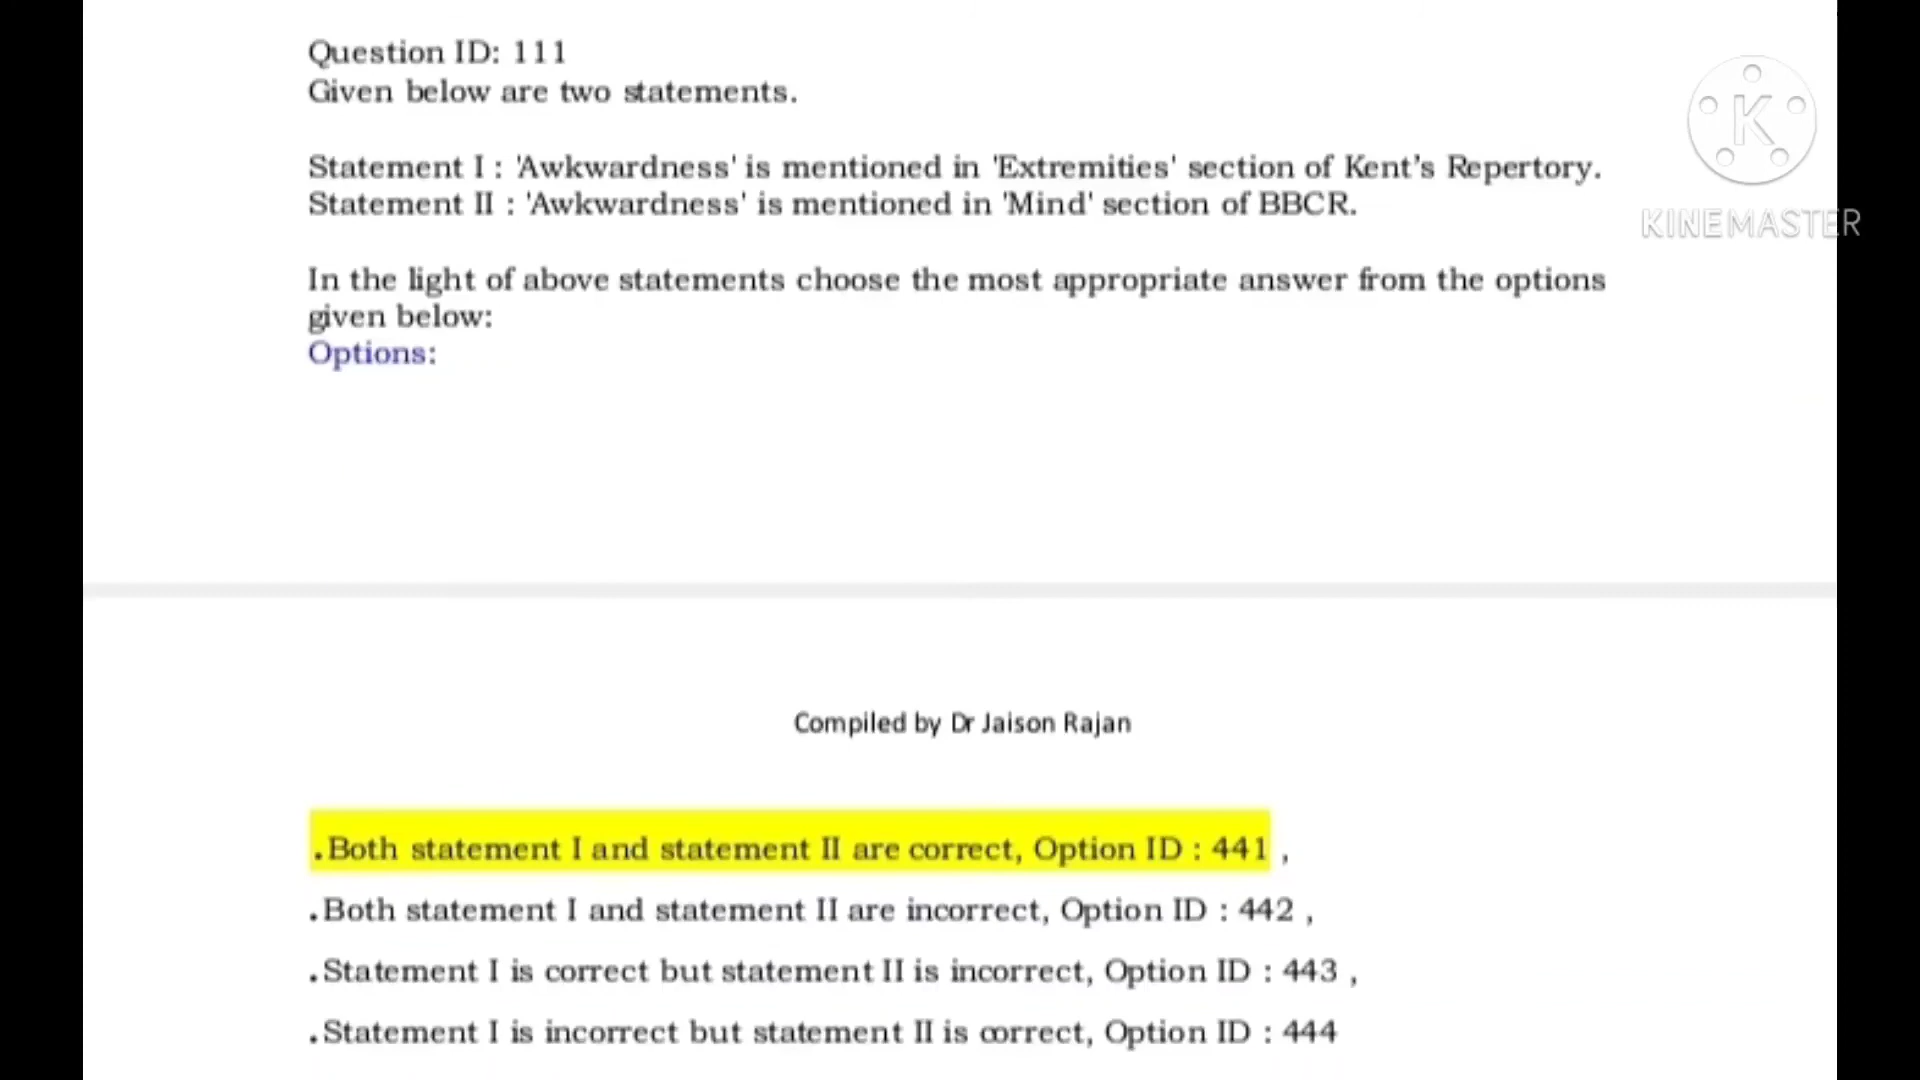 Question ID: 111
Given below are two statements.
Statement I : 'Awkwardness' is mentioned in 'Extremities' section of Kent’s Repertory.
Statement II : 'Awkwardness' is mentioned in 'Mind' section of BBCR.
K
KINEMASTER
In the light of above statements choose the most appropriate answer from the options
given below:
Options:
Compiled by Dr Jaison Rajan
.Both statement I and statement II are correct, Option ID : 441 ,
.Both statement I and statement II are incorrect, Option ID : 442 ,
.Statement I is correct but statement II is incorrect, Option ID : 443 ,
.Statement I is incorrect but statement II is correct, Option ID : 444